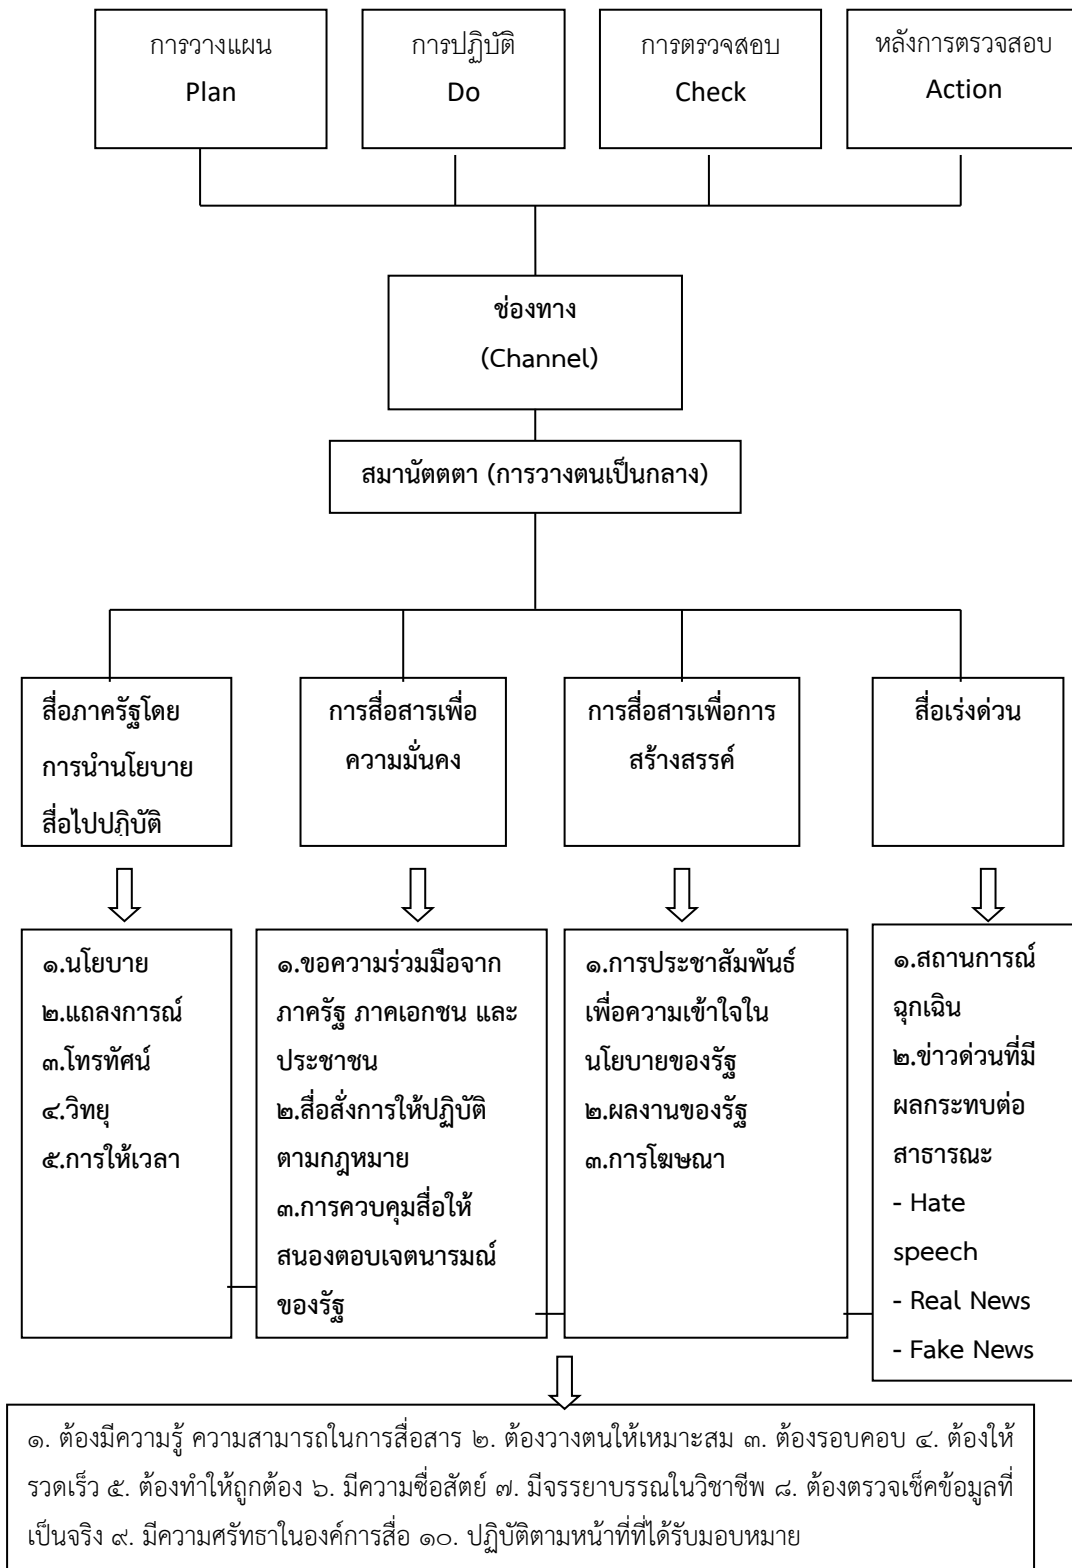 การวางแผน
Plan
การปฏิบัติ
Do
การตรวจสอบ
Check
หลังการตรวจสอบ
Action
ช่องทาง
(Channel)
สมานัตตตา (การวางตนเป็นกลาง)
สื่อภาครัฐโดย
การนำนโยบาย
สื่อไปปฏิบัติ
การสื่อสารเพื่อ
ความมั่นคง
การสื่อสารเพื่อการ
สร้างสรรค์
สื่อเร่งด่วน
๑.นโยบาย
๒.แถลงการณ์
๓.โทรทัศน์
๔.วิทยุ
๕.การให้เวลา
๑.ขอความร่วมมือจาก
ภาครัฐ ภาคเอกชน และ
ประชาชน
๒.สื่อสั่งการให้ปฏิบัติ
ตามกฎหมาย
๓.การควบคุมสื่อให้
สนองตอบเจตนารมณ์
ของรัฐ
๑.การประชาสัมพันธ์
เพื่อความเข้าใจใน
นโยบายของรัฐ
๒.ผลงานของรัฐ
๓.การโฆษณา
๑.สถานการณ์
ฉุกเฉิน
๒.ข่าวด่วนที่มี
ผลกระทบต่อ
สาธารณะ
- Hate
speech
- Real News
- Fake News
๑. ต้องมีความรู้ ความสามารถในการสื่อสาร ๒. ต้องวางตนให้เหมาะสม ๓. ต้องรอบคอบ ๔. ต้องให้
รวดเร็ว ๕. ต้องทำให้ถูกต้อง ๖. มีความซื่อสัตย์ ๗. มีจรรยาบรรณในวิชาชีพ ๘. ต้องตรวจเช็คข้อมูลที่
เป็นจริง ๙. มีความศรัทธาในองค์การสื่อ ๑๐. ปฏิบัติตามหน้าที่ที่ได้รับมอบหมาย